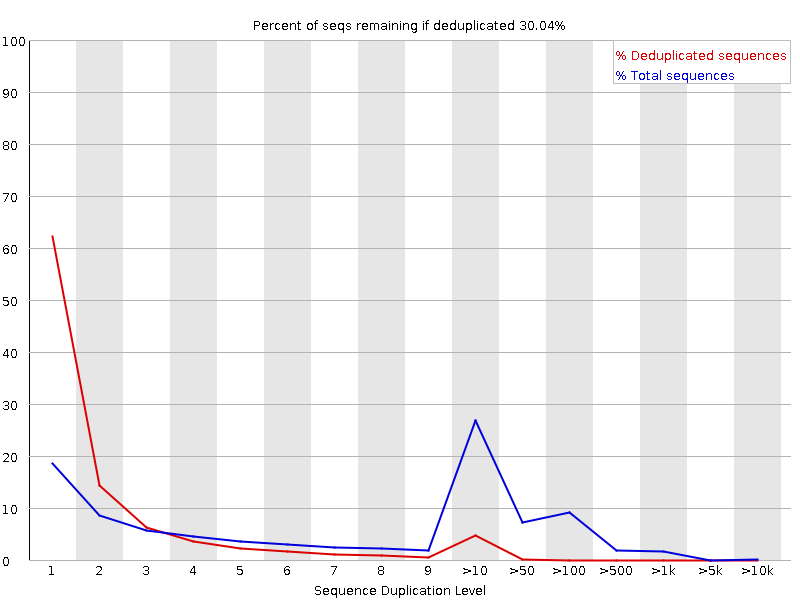 Percent of seqs remaining if deduplicated 30.04%
% Deduplicated sequences
% Total sequences
100
90
80
70
60
50
40
30
20
10
0
1 2 3 4 5 6 7 8 9 >10 >50 >100 >500 >1k >5k >10k
Sequence Duplication Level